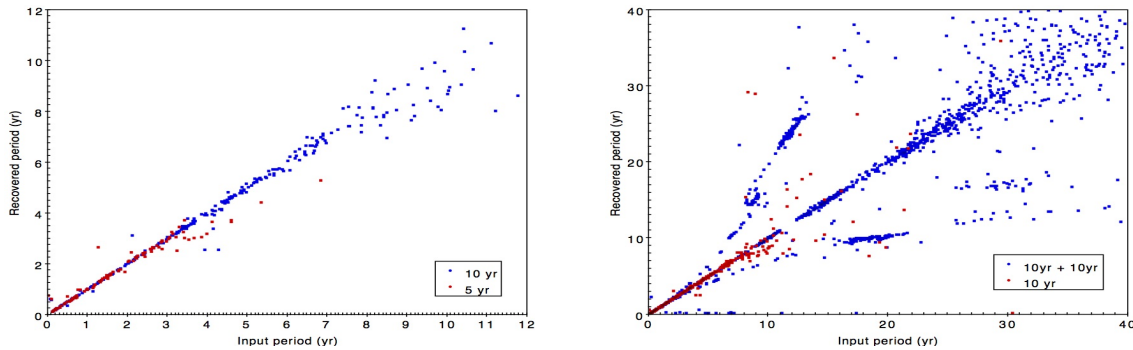 12
10
8
6
4
2
0
Recovered period (yr)
0 1 2 3 4 5 6 7 8 9 10 11 12
Input period (yr)
10 yr
5 yr
40
30
20
10
0
Recovered period (yr)
0 10 20 30 40
Input period (yr)
10yr + 10yr
10 yr